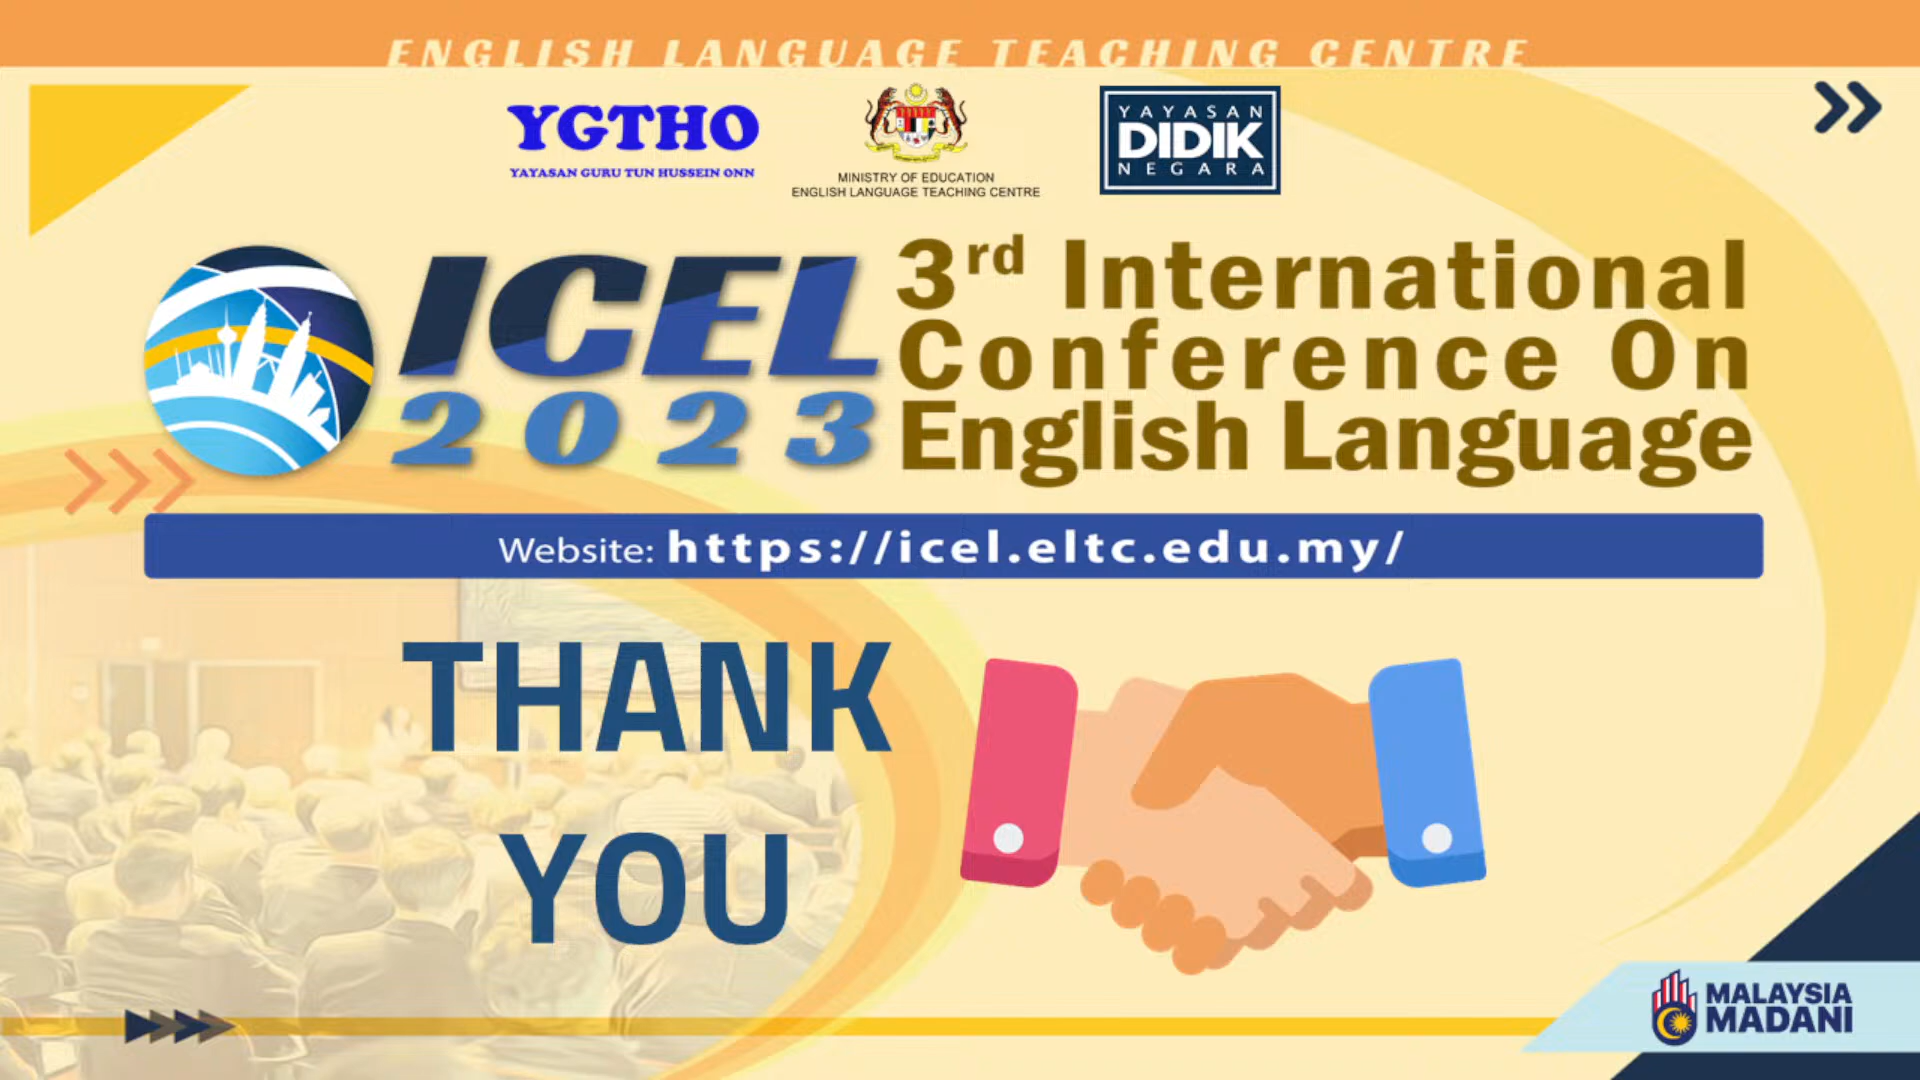 ENGLISH LANGUAGE TEACHING CENTRE
YGTHO
YAYASAN GURU TUN HUSSEIN ONN
MINISTRY OF EDUCATION
ENGLISH LANGUAGE TEACHING CENTRE
YAYASAN
DIDIK
NEGARA
ICEL
2023
3rd International
Conference On
English Language
Website: https://icel.eltc.edu.my/
THANK
YOU
MALAYSIA
MADANI